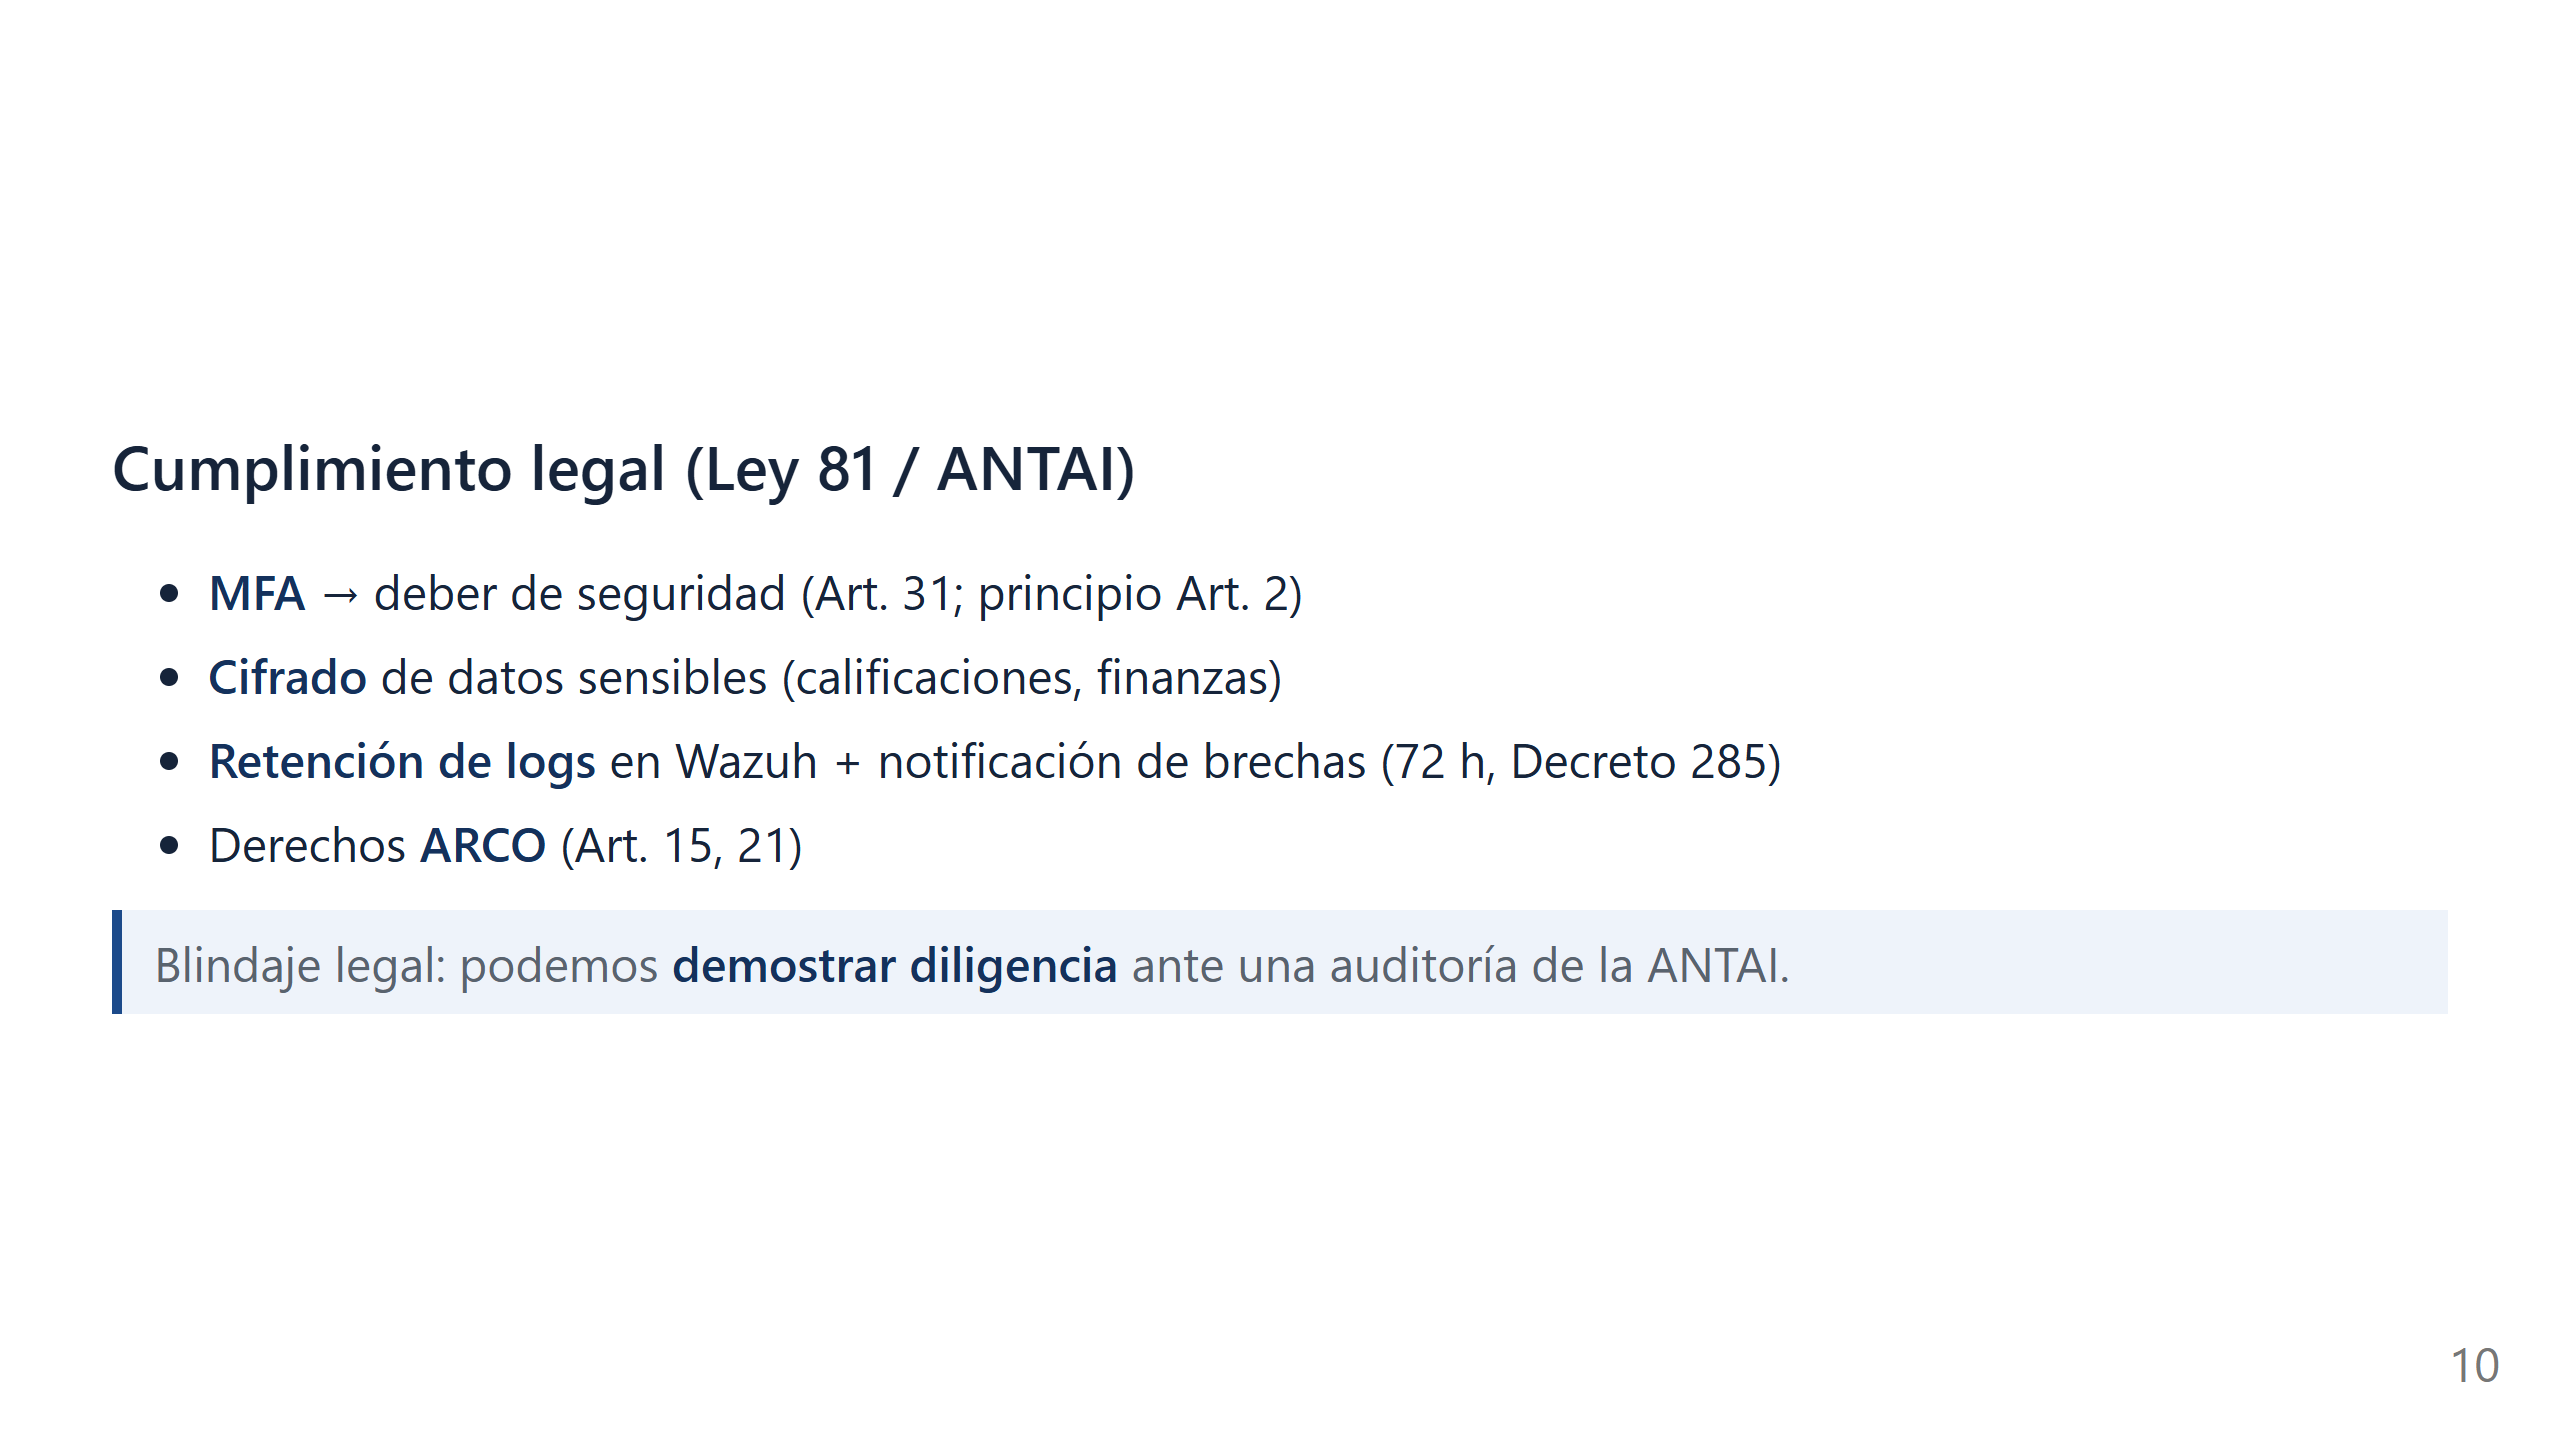 Cumplimiento legal (Ley 81 / ANTAI)
• MFA → deber de seguridad (Art. 31; principio Art. 2)
• Cifrado de datos sensibles (calificaciones, finanzas)
• Retención de logs en Wazuh + notificación de brechas (72 h, Decreto 285)
• Derechos ARCO (Art. 15, 21)
Blindaje legal: podemos demostrar diligencia ante una auditoría de la ANTAI.
10